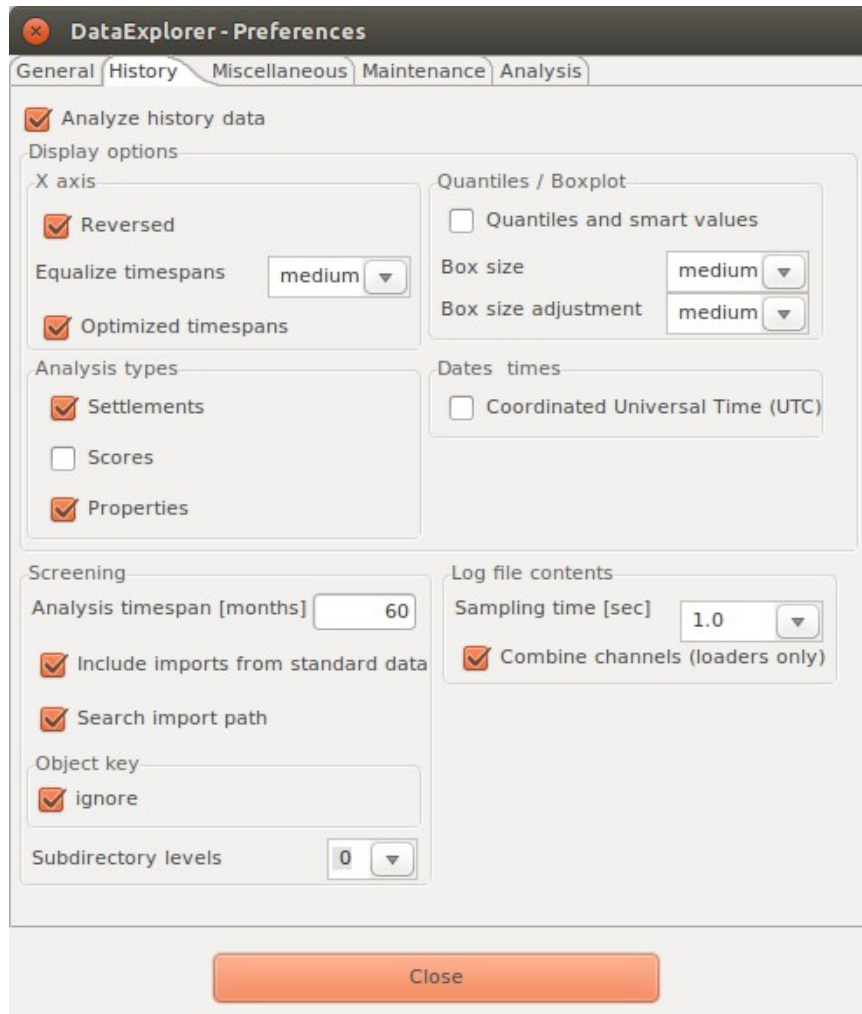 DataExplorer - Preferences
General History Miscellaneous Maintenance Analysis
Analyze history data
Display options
X axis
Reversed
Equalize timespans medium
Optimized timespans
Quantiles / Boxplot
Quantiles and smart values
Box size medium
Box size adjustment medium
Analysis types
Settlements
Scores
Properties
Dates times
Coordinated Universal Time (UTC)
Screening
Analysis timespan [months] 60
Include imports from standard data
Search import path
Object key
ignore
Subdirectory levels 0
Log file contents
Sampling time [sec] 1.0
Combine channels (loaders only)
Close